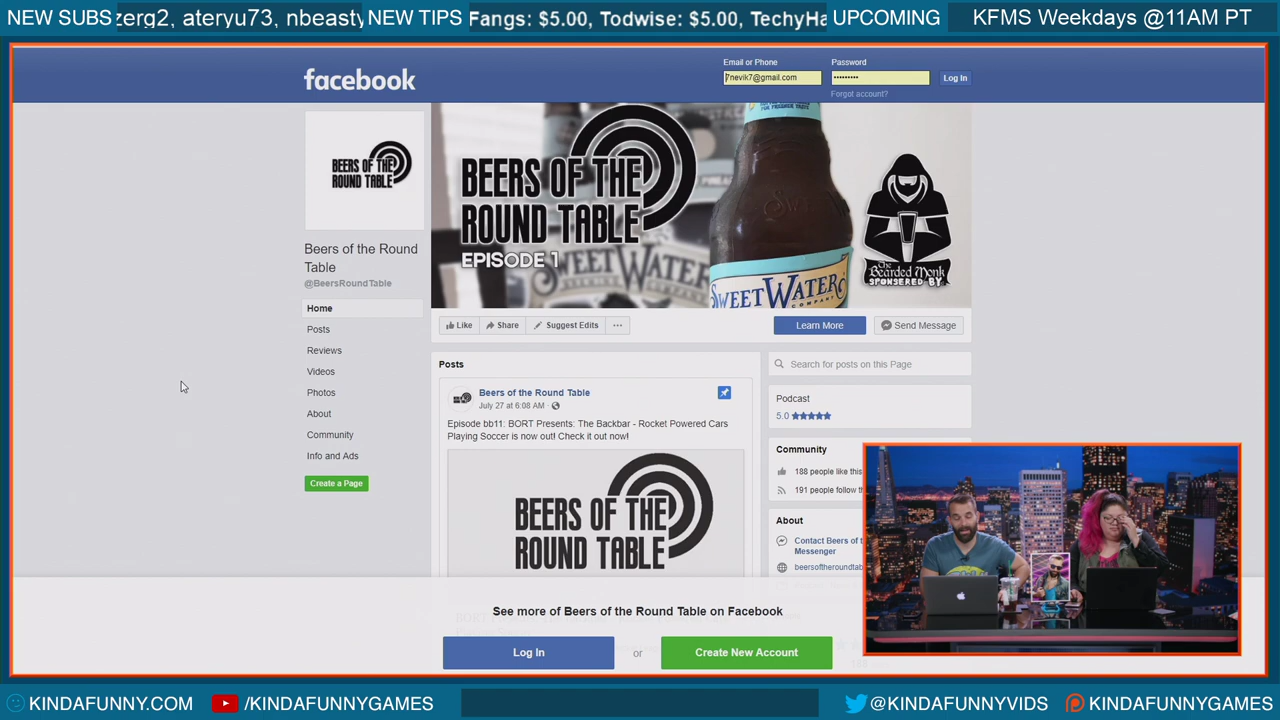 NEW SUBS
zerg2, ateryu73, nbeasty
NEW TIPS
Fangs: $5.00, Todwise: $5.00, TechyHa
UPCOMING
KFMS Weekdays @11AM PT
facebook
Email or Phone
7nevik7@gmail.com
Password
•••••••••
Log In
Forgot account?
BEERS OF THE
ROUND TABLE
Beers of the Round
Table
@BeersRoundTable
Home
Posts
Reviews
Videos
Photos
About
Community
Info and Ads
Create a Page
BEERS OF THE
ROUND TABLE
EPISODE 1
SWEETWATER
SWEETWATER
COMPANY
The
Bearded Monk
SPONSERED BY
Like
Share
Suggest Edits
Learn More
Send Message
Posts
Beers of the Round Table
July 27 at 6:08 AM ·
Episode bb11: BORT Presents: The Backbar - Rocket Powered Cars
Playing Soccer is now out! Check it out now!
BEERS OF THE
ROUND TABLE
Search for posts on this Page
Podcast
5.0 ★★★★★
Community
188 people like this
191 people follow th
About
Contact Beers of t
Messenger
beersoftheroundtab
See more of Beers of the Round Table on Facebook
Log In
or
Create New Account
KINDAFUNNY.COM
/KINDAFUNNYGAMES
@KINDAFUNNYVIDS
KINDAFUNNYGAMES